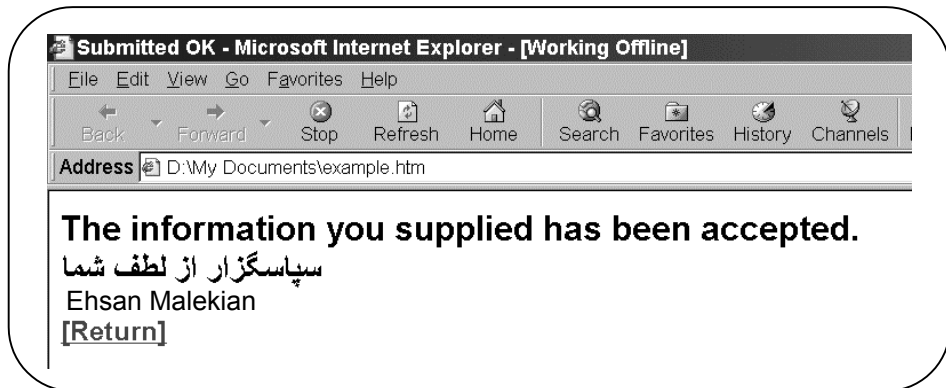 Submitted OK - Microsoft Internet Explorer - [Working Offline]
File Edit View Go Favorites Help
Back Forward Stop Refresh Home Search Favorites History Channels
Address D:\My Documents\example.htm
The information you supplied has been accepted.
سپاسگزار از لطف شما
Ehsan Malekian
[Return]